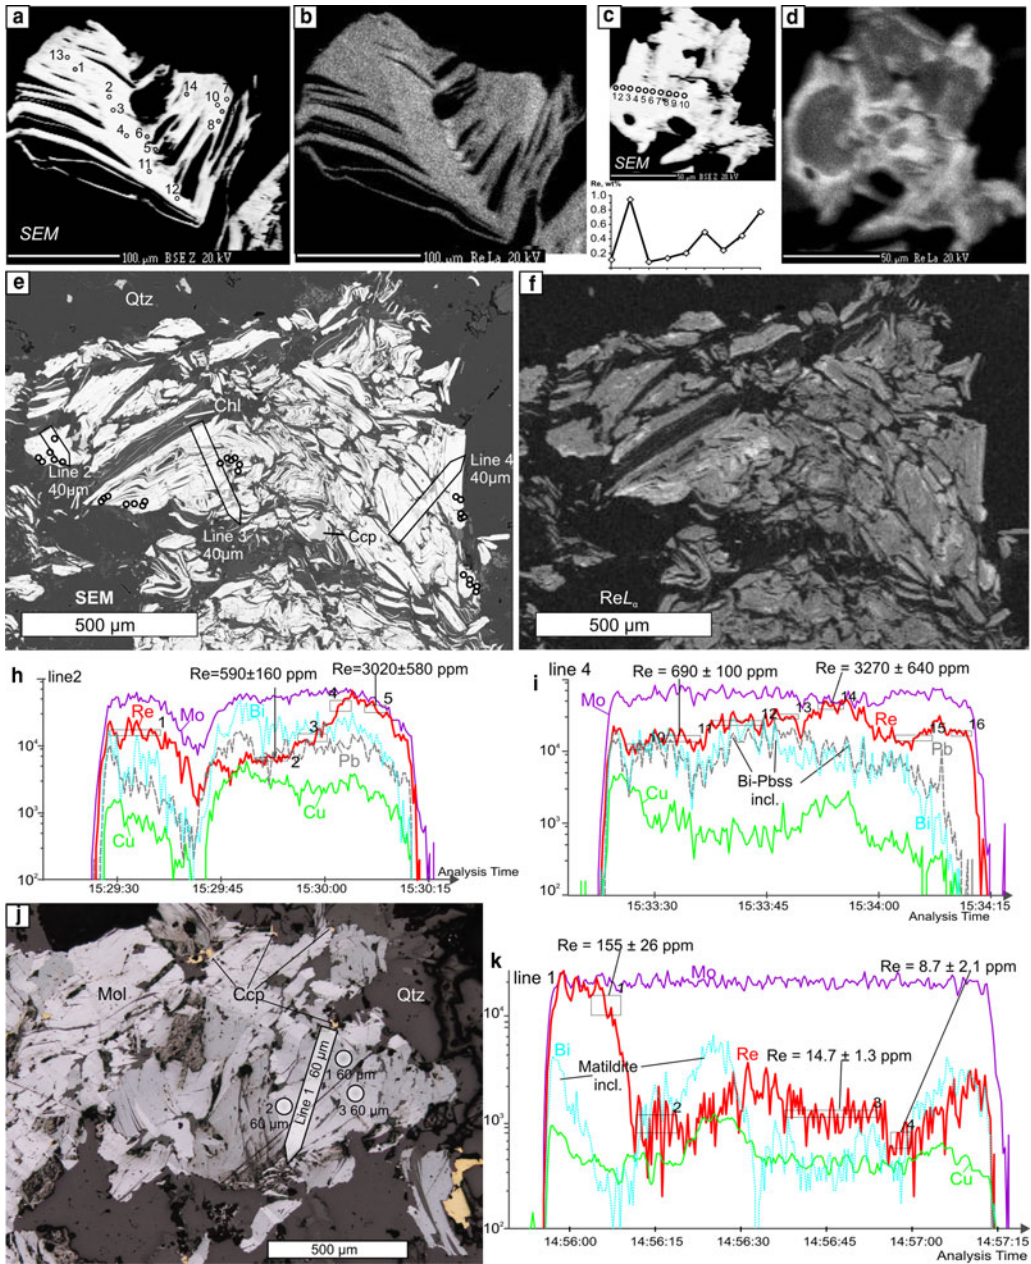 a
13
1
2
3
4
6
5
11
12
14
7
10
8
SEM
100 μm BSE Z 20 kV
b
100 μm ReLa 20 kV
c
1 2 3 4 5 6 7 8 9 10
SEM
50 μm BSE Z 20 kV
Re, wt%
1.0
0.8
0.6
0.4
0.2
d
50 μm ReLa 20 kV
e
Qtz
Chl
Line 2
40μm
Line 3
40μm
Line 4
40μm
Ccp
SEM
500 μm
f
ReLα
500 μm
h
line2
Re=590±160 ppm
Re=3020±580 ppm
Re
1
Mo
Bi
4
5
3
2
Pb
Cu
Cu
10⁴
10³
10²
15:29:30
15:29:45
15:30:00
15:30:15
Analysis Time
i
line 4
Re = 690 ± 100 ppm
Re = 3270 ± 640 ppm
Mo
11
12
13
14
Re
15
16
Pb
Bi-Pbss
incl.
Cu
Bi
10⁴
10³
10²
15:33:30
15:33:45
15:34:00
15:34:15
Analysis Time
j
Mol
Ccp
Qtz
Line 1
60 μm
1 60 μm
2
60 μm
3 60 μm
500 μm
k
line 1
Re = 155 ± 26 ppm
Mo
Re = 8.7 ± 2.1 ppm
1
Bi
Matildite
incl.
Re
Re = 14.7 ± 1.3 ppm
2
3
4
Cu
10⁴
10³
10²
14:56:00
14:56:15
14:56:30
14:56:45
14:57:00
14:57:15
Analysis Time